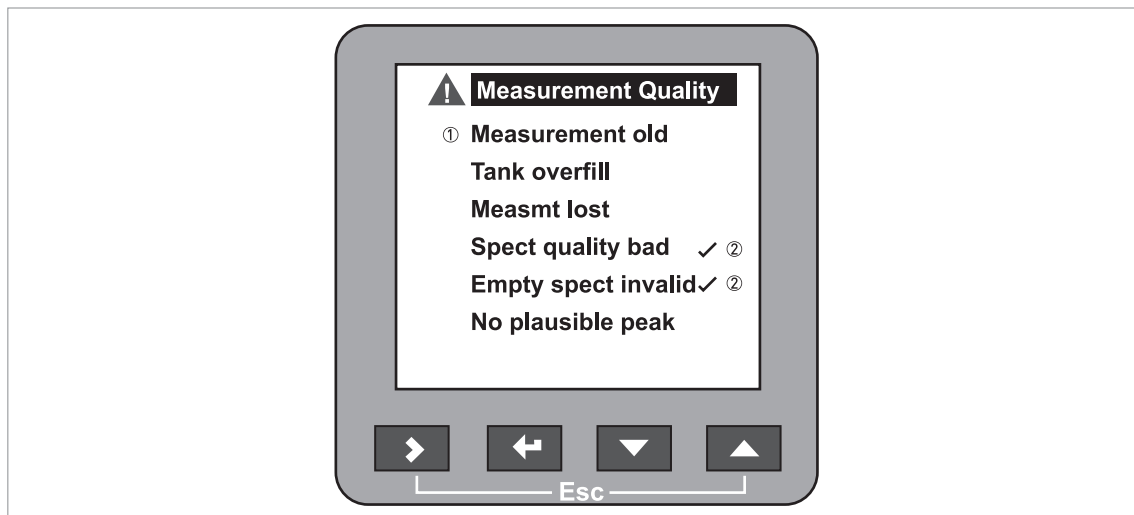 Measurement Quality
① Measurement old
Tank overfill
Measmt lost
Spect quality bad ✓ ②
Empty spect invalid✓ ②
No plausible peak
Esc